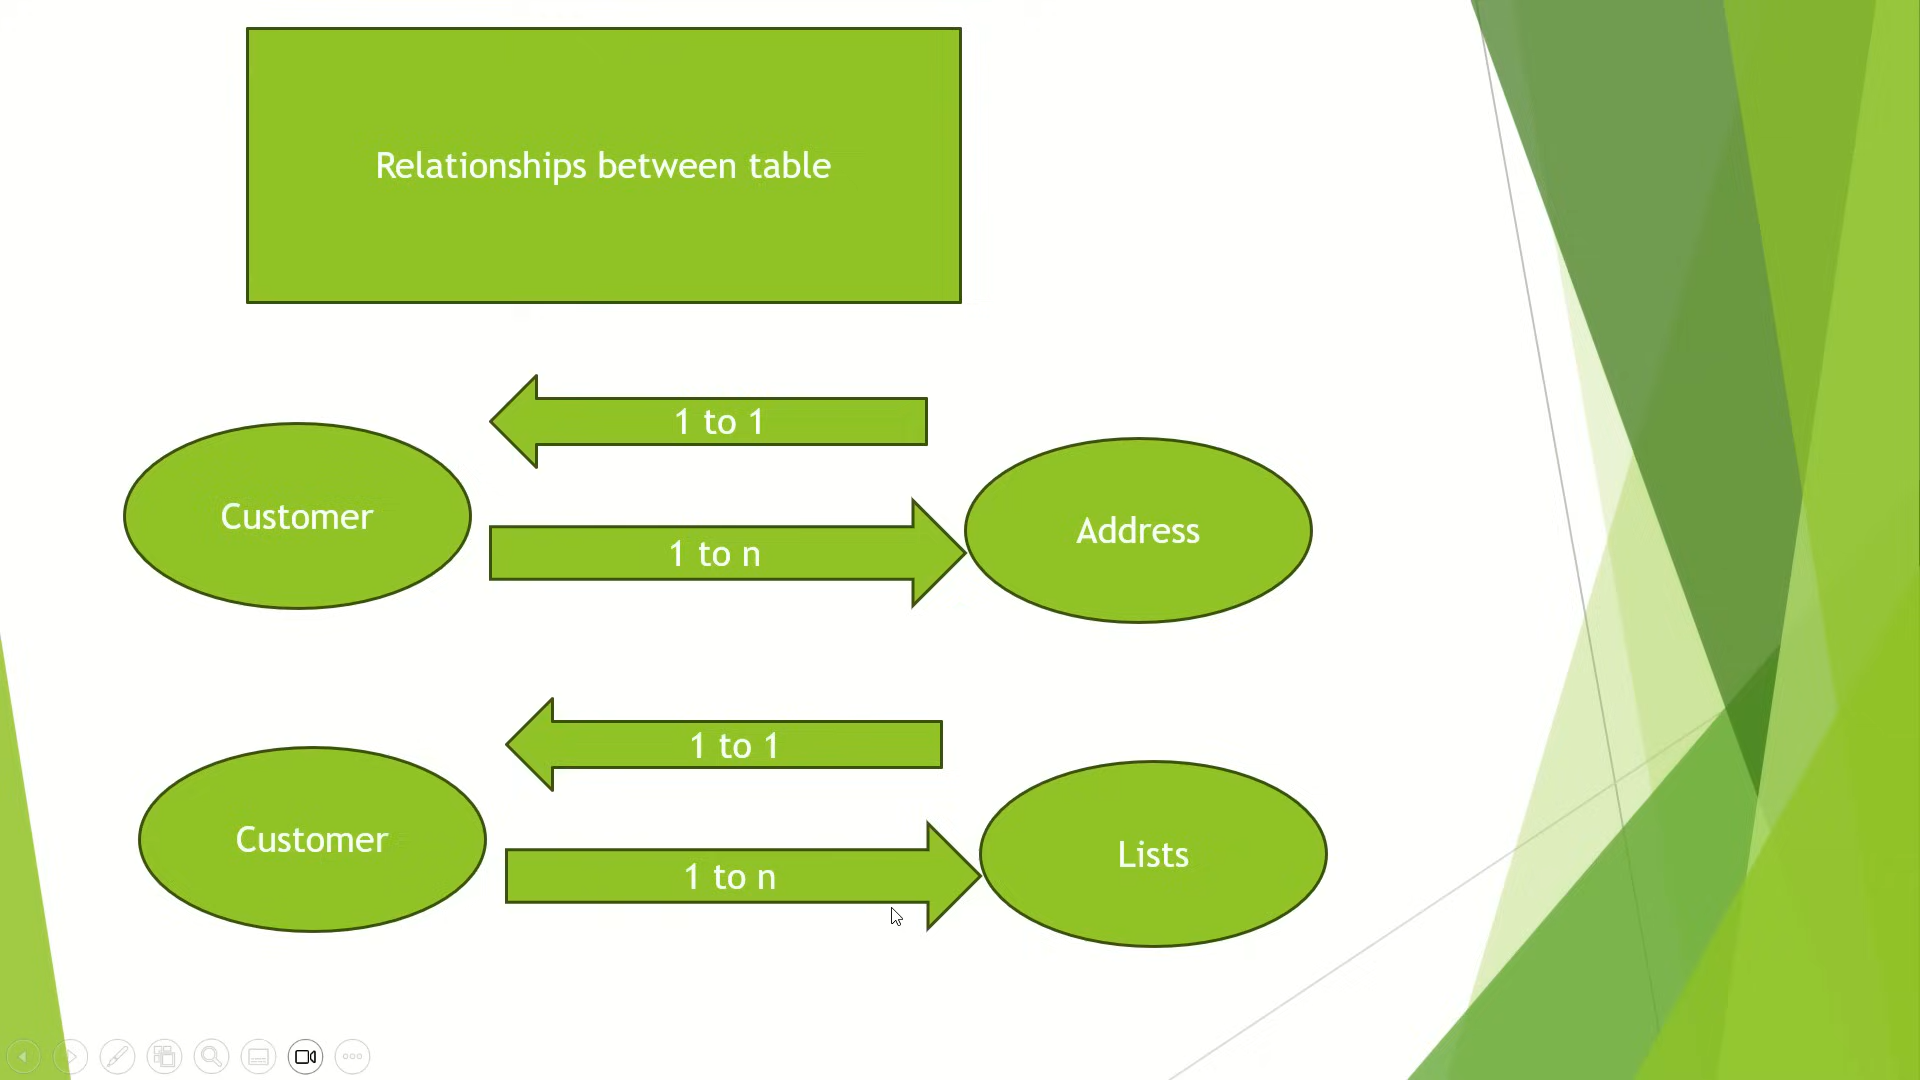 Relationships between table
1 to 1
Customer
Address
1 to n
1 to 1
Customer
Lists
1 to n